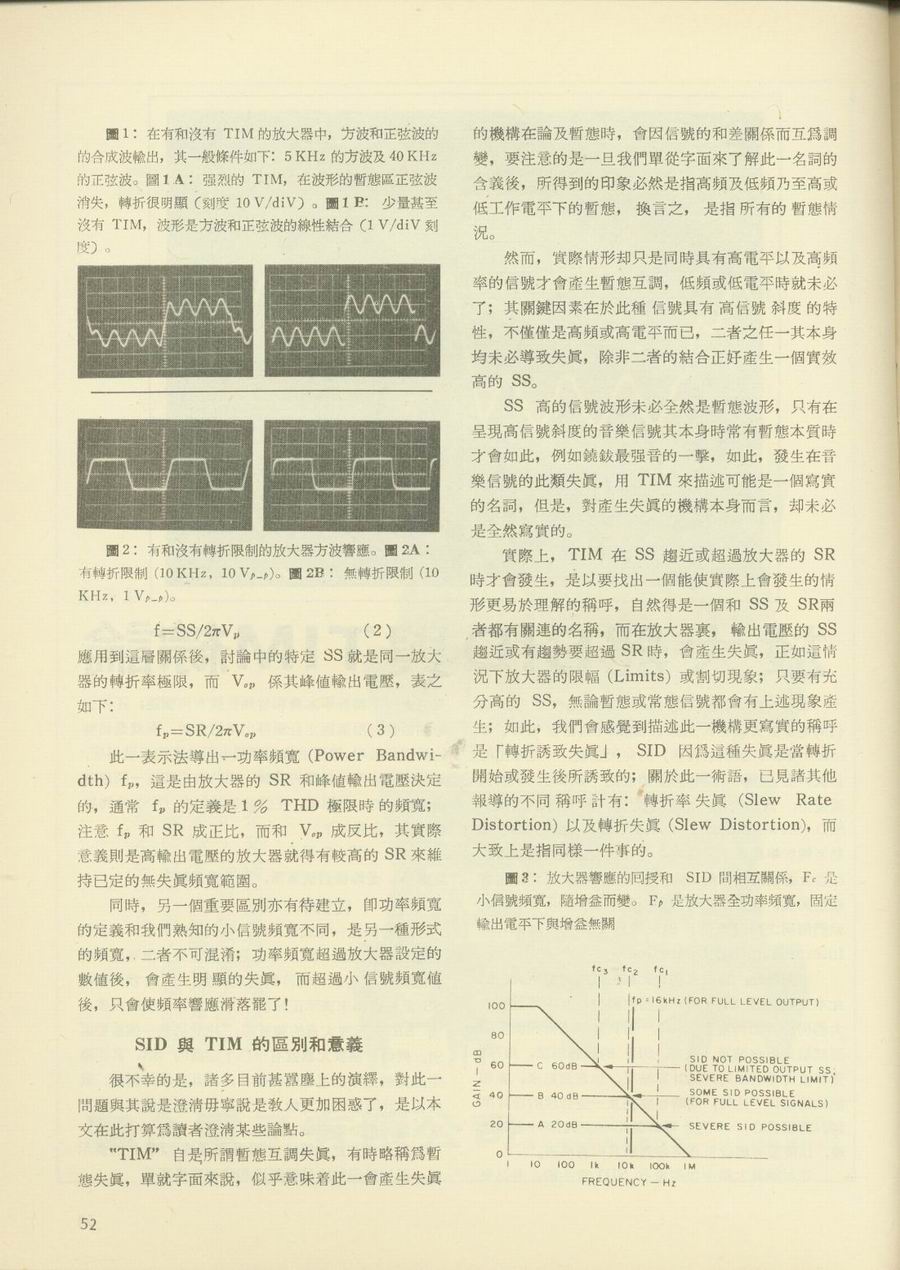 圖1：在有和沒有 TIM 的放大器中，方波和正弦波的
的合成波輸出，其一般條件如下：5 KHz 的方波及 40 KHz
的正弦波。圖1 A：强烈的 TIM，在波形的暫態區正弦波
消失，轉折很明顯（刻度 10 V/diV）。圖1 B：少量甚至
沒有 TIM，波形是方波和正弦波的線性結合（1 V/diV 刻
度）。
圖2：有和沒有轉折限制的放大器方波響應。圖 2A：
有轉折限制 (10 KHz，10 Vp-p)。圖 2B：無轉折限制 (10
KHz，1 Vp-p)。
f=SS/2πVp （2）
應用到這層關係後，討論中的特定 SS 就是同一放大
器的轉折率極限，而 Vop 係其峰値輸出電壓，表之
如下：
fp=SR/2πVop （3）
此一表示法導出一功率頻寬 (Power Bandwi-
dth) fp，這是由放大器的 SR 和峰値輸出電壓決定
的，通常 fp 的定義是 1 % THD 極限時的頻寬；
注意 fp 和 SR 成正比，而和 Vop 成反比，其實際
意義則是高輸出電壓的放大器就得有較高的 SR 來維
持已定的無失眞頻寬範圍。
同時，另一個重要區別亦有待建立，卽功率頻寬
的定義和我們熟知的小信號頻寬不同，是另一種形式
的頻寬，二者不可混淆；功率頻寬超過放大器設定的
數値後，會產生明顯的失眞，而超過小信號頻寬値
後，只會使頻率響應滑落罷了！
SID 與 TIM 的區別和意義
很不幸的是，諸多目前甚囂塵上的演繹，對此一
問題與其說是澄淸毋寧說是敎人更加困惑了，是以本
文在此打算爲讀者澄淸某些論點。
“TIM” 自是所謂暫態互調失眞，有時略稱爲暫
態失眞，單就字面來說，似乎意味着此一會產生失眞
52
的機構在論及暫態時，會因信號的和差關係而互爲調
變，要注意的是一旦我們單從字面來了解此一名詞的
含義後，所得到的印象必然是指高頻及低頻乃至高或
低工作電平下的暫態，換言之，是指所有的暫態情
況。
然而，實際情形却只是同時具有高電平以及高頻
率的信號才會產生暫態互調，低頻或低電平時就未必
了；其關鍵因素在於此種信號具有高信號斜度的特
性，不僅僅是高頻或高電平而已，二者之任一其本身
均未必導致失眞，除非二者的結合正好產生一個實效
高的 SS。
SS 高的信號波形未必全然是暫態波形，只有在
呈現高信號斜度的音樂信號其本身時常有暫態本質時
才會如此，例如鐃鈸最强音的一擊，如此，發生在音
樂信號的此類失眞，用 TIM 來描述可能是一個寫實
的名詞，但是，對產生失眞的機構本身而言，却未必
是全然寫實的。
實際上，TIM 在 SS 趨近或超過放大器的 SR
時才會發生，是以要找出一個能使實際上會發生的情
形更易於理解的稱呼，自然得是一個和 SS 及 SR兩
者都有關連的名稱，而在放大器裏，輸出電壓的 SS
趨近或有趨勢要超過 SR 時，會產生失眞，正如這情
況下放大器的限幅 (Limits) 或割切現象；只要有充
分高的 SS，無論暫態或常態信號都會有上述現象產
生；如此，我們會感覺到描述此一機構更寫實的稱呼
是「轉折誘致失眞」，SID 因爲這種失眞是當轉折
開始或發生後所誘致的；關於此一術語，已見諸其他
報導的不同稱呼計有：轉折率失眞 (Slew Rate
Distortion) 以及轉折失眞 (Slew Distortion)，而
大致上是指同樣一件事的。
圖3：放大器響應的囘授和 SID 間相互關係，Fc 是
小信號頻寬，隨增益而變。Fp 是放大器全功率頻寬，固定
輸出電平下與增益無關
fc3 fc2 fc1
fp=16kHz (FOR FULL LEVEL OUTPUT)
GAIN — dB
100
80
60
40
20
0
C 60dB
B 40dB
A 20dB
SID NOT POSSIBLE
(DUE TO LIMITED OUTPUT SS,
SEVERE BANDWIDTH LIMIT)
SOME SID POSSIBLE
(FOR FULL LEVEL SIGNALS)
SEVERE SID POSSIBLE
1 10 100 1k 10k 100k 1M
FREQUENCY — Hz